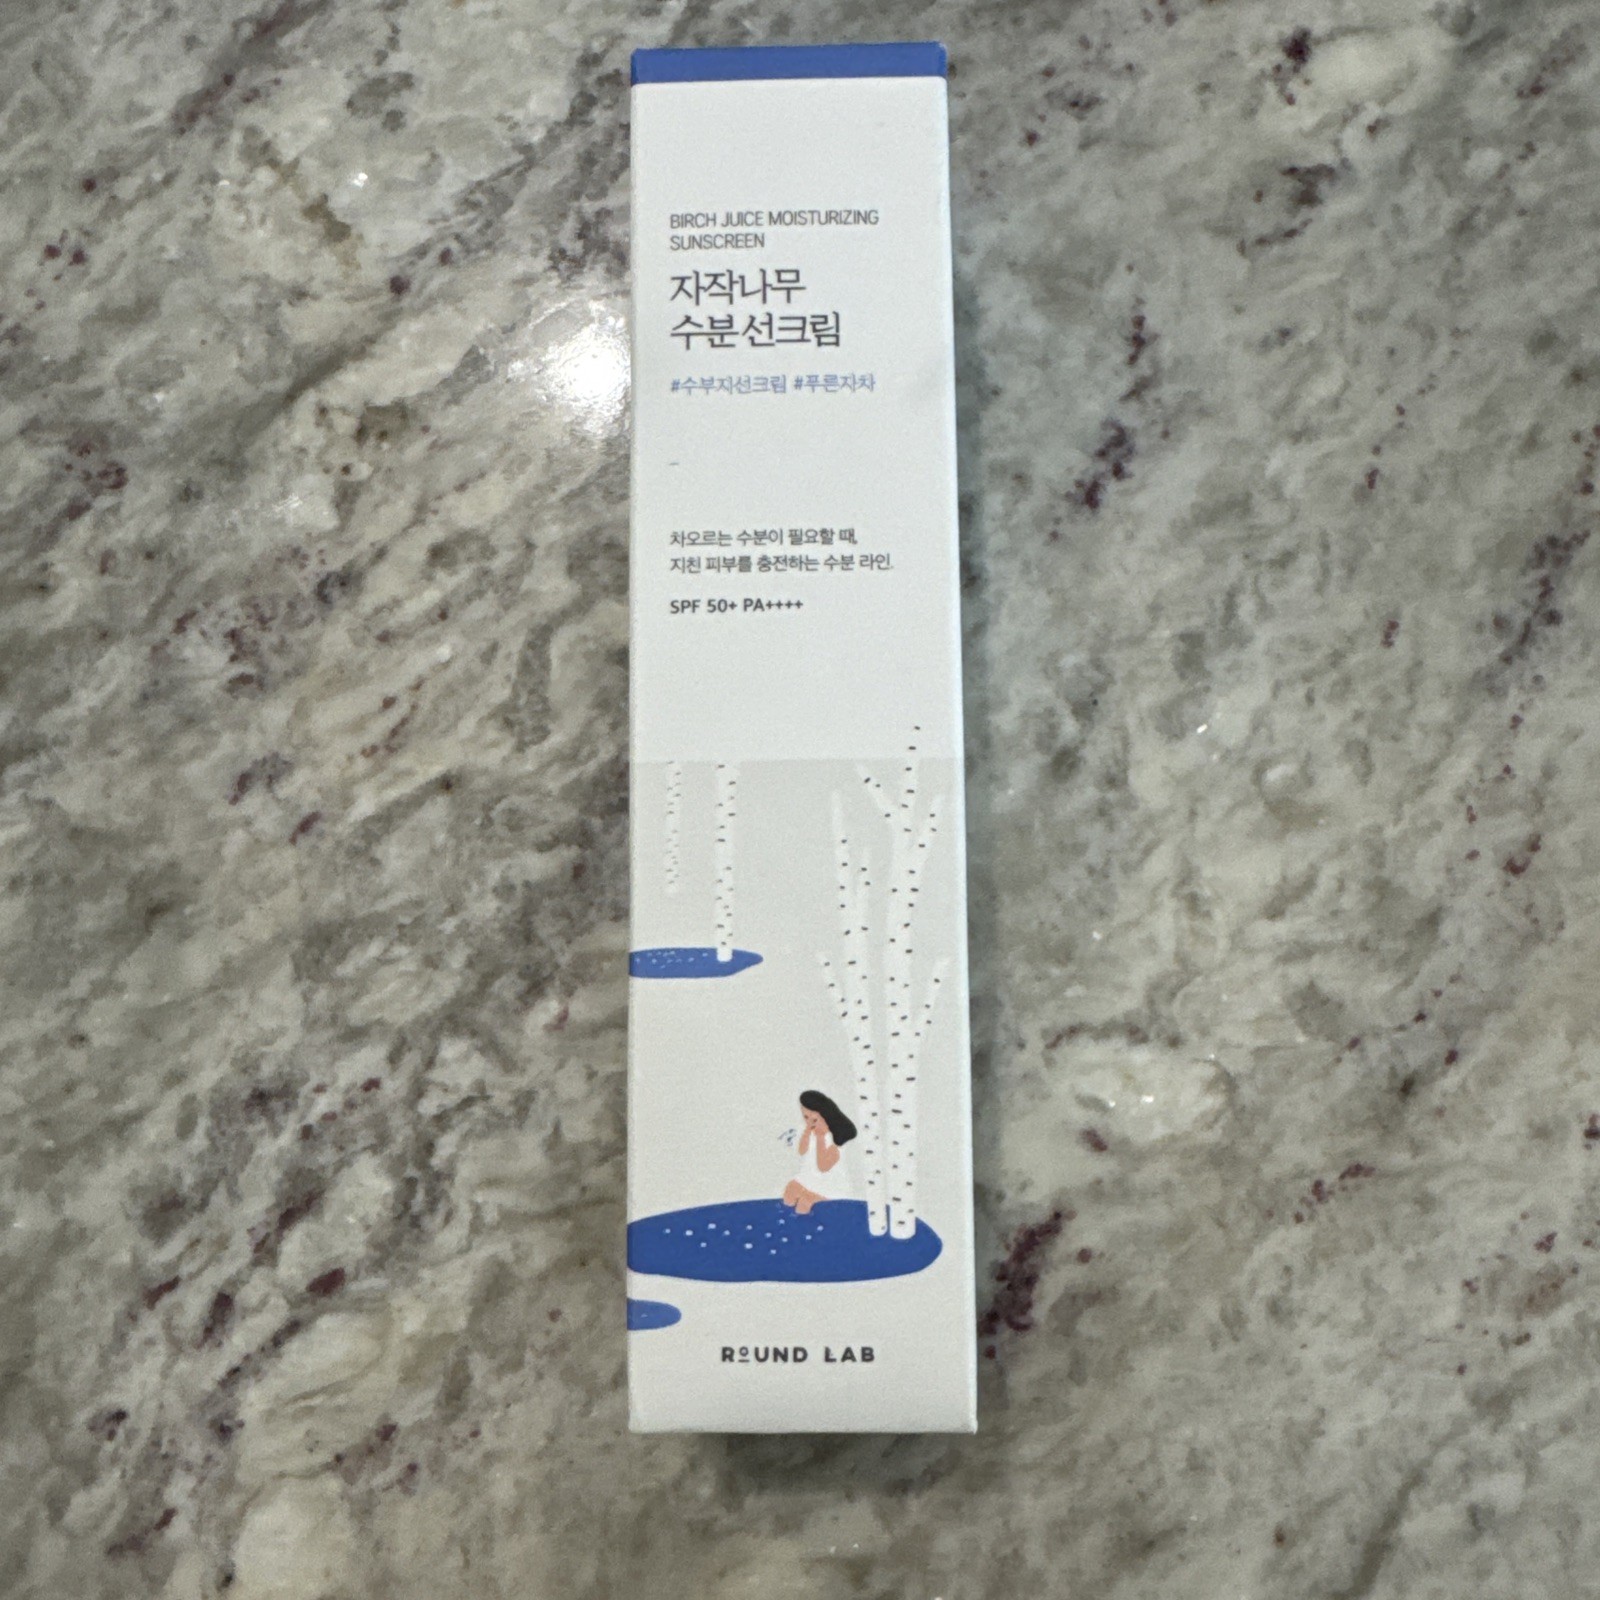 BIRCH JUICE MOISTURIZING
SUNSCREEN
자작나무
수분 선크림
#수부지선크림 #푸른자차
차오르는 수분이 필요할 때,
지친 피부를 충전하는 수분 라인.
SPF 50+ PA++++
ROUND LAB